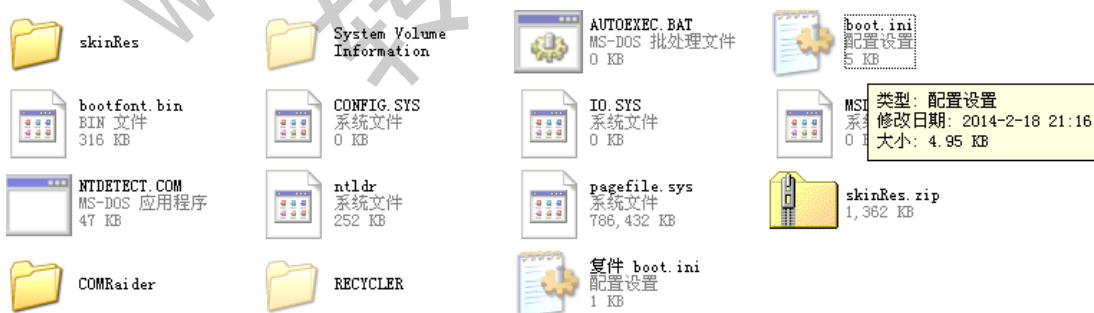 skinRes
System Volume
Information
AUTOEXEC.BAT
MS-DOS 批处理文件
0 KB
boot.ini
配置设置
5 KB
bootfont.bin
BIN 文件
316 KB
CONFIG.SYS
系统文件
0 KB
IO.SYS
系统文件
0 KB
类型: 配置设置
修改日期: 2014-2-18 21:16
大小: 4.95 KB
NTDETECT.COM
MS-DOS 应用程序
47 KB
ntldr
系统文件
252 KB
pagefile.sys
系统文件
786,432 KB
skinRes.zip
1,362 KB
COMRaider
RECYCLER
复件 boot.ini
配置设置
1 KB